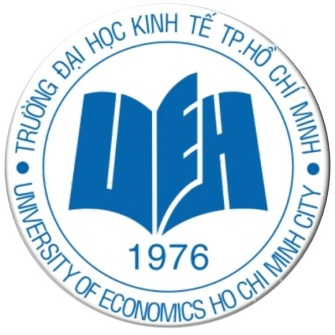 TRƯỜNG ĐẠI HỌC KINH TẾ TP.HỒ CHÍ MINH
UEH
1976
UNIVERSITY OF ECONOMICS HO CHI MINH CITY